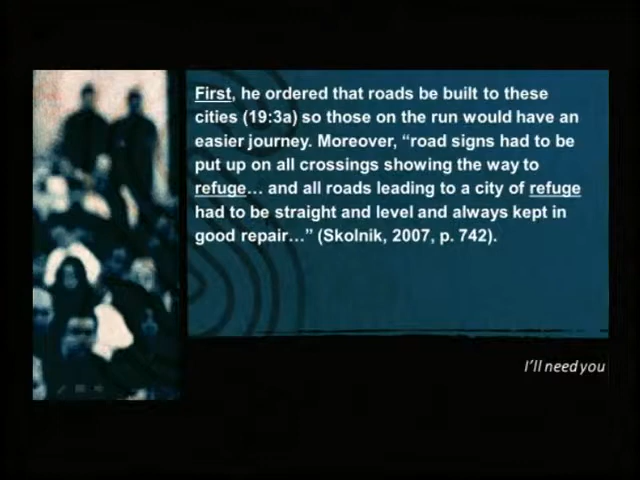 First, he ordered that roads be built to these
cities (19:3a) so those on the run would have an
easier journey. Moreover, “road signs had to be
put up on all crossings showing the way to
refuge… and all roads leading to a city of refuge
had to be straight and level and always kept in
good repair…” (Skolnik, 2007, p. 742).
I’ll need you